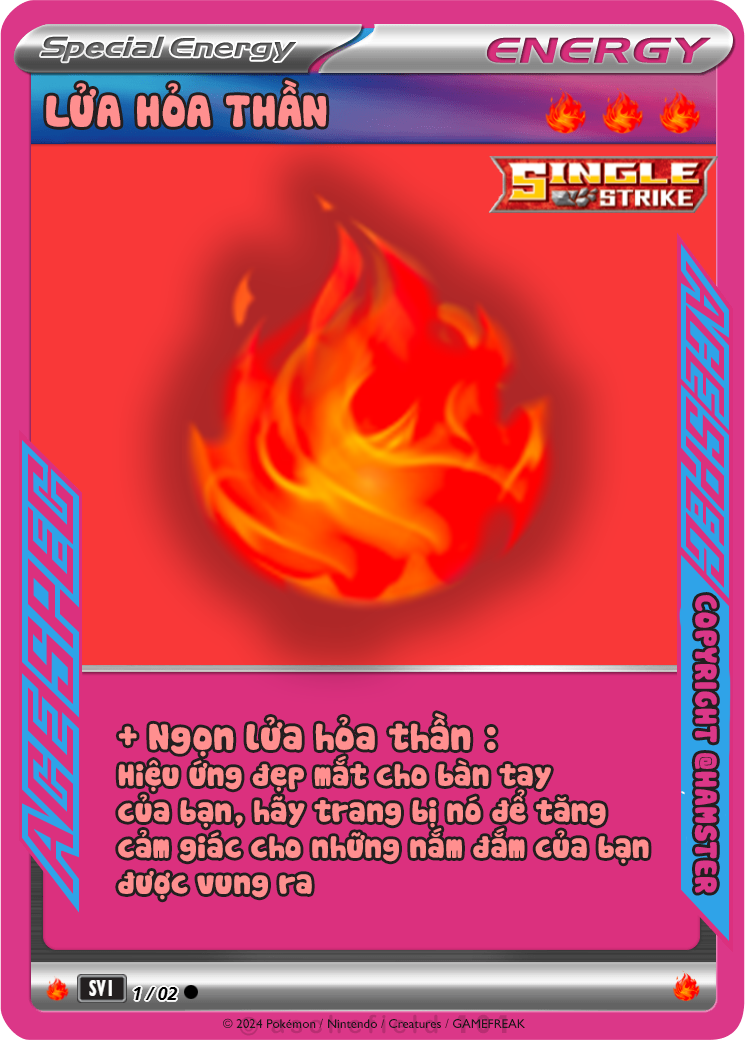 Special Energy
ENERGY
LỬA HỎA THẦN
SINGLE
STRIKE
ACESPEC
ACESPEC
COPYRIGHT @HAMSTER
+ Ngọn lửa hỏa thần :
Hiệu ứng đẹp mắt cho bàn tay
của bạn, hãy trang bị nó để tăng
cảm giác cho những nắm đấm của bạn
được vung ra
SVI
1/02
© 2024 Pokémon / Nintendo / Creatures / GAMEFREAK